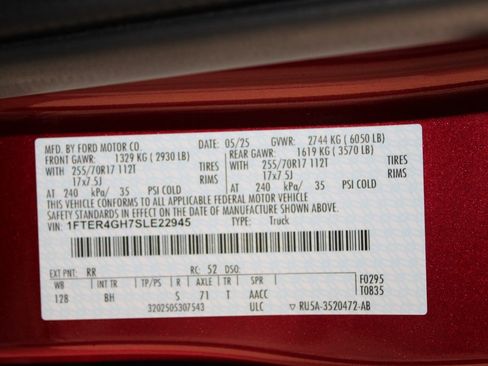 MFD. BY FORD MOTOR CO. DATE: 05/25 GVWR: 2744 KG ( 6050 LB)
FRONT GAWR: 1329 KG ( 2930 LB) REAR GAWR: 1619 KG ( 3570 LB)
WITH 255/70R17 112T TIRES WITH 255/70R17 112T TIRES
17x7.5J RIMS 17x7.5J RIMS
AT 240 kPa/ 35 PSI COLD AT 240 kPa/ 35 PSI COLD
THIS VEHICLE CONFORMS TO ALL APPLICABLE FEDERAL MOTOR VEHICLE
SAFETY STANDARDS IN EFFECT ON THE DATE OF MANUFACTURE SHOWN ABOVE.
VIN: 1FTER4GH7SLE22945 TYPE: Truck
EXT PNT: RR RC: 52 DSO:
WB TP/PS R AXLE TR SPR F0295
128 BH S 71 T AACC T0835
3202505307543 ULC ▽ RU5A-3520472-AB